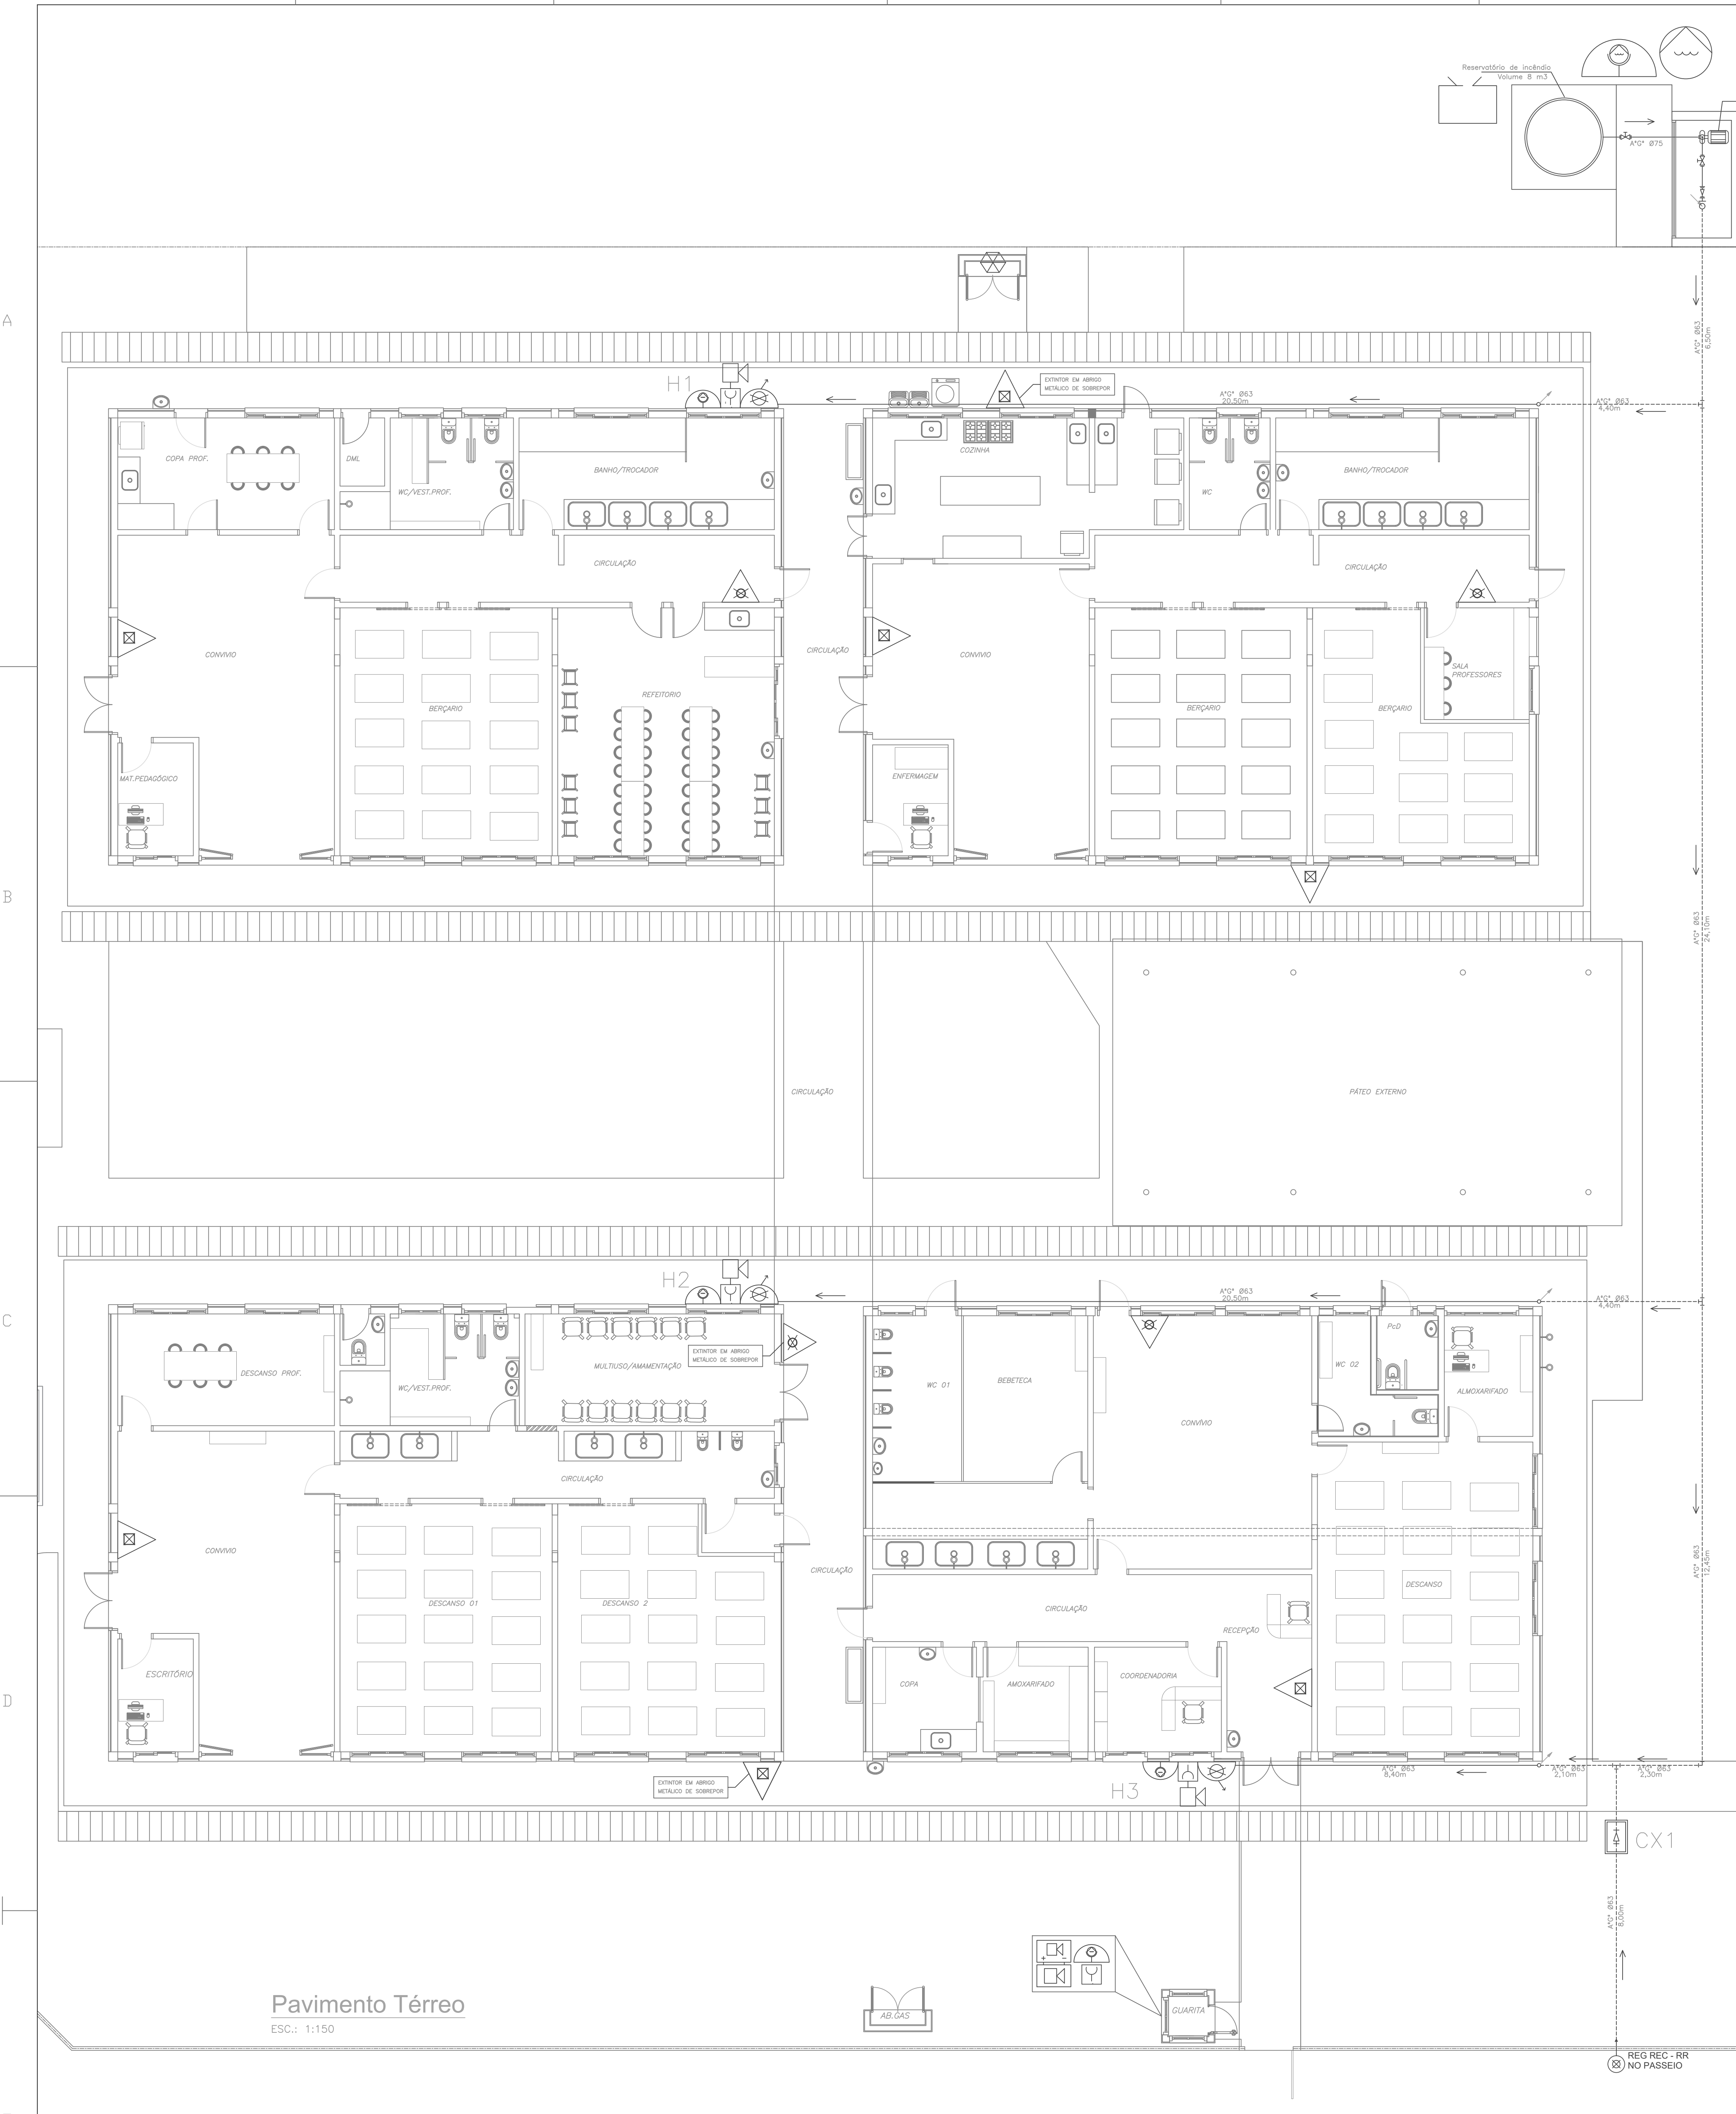 Reservatório de incêndio
Volume 8 m3
A°G° Ø75
A
A°G° Ø63
6,50m
H1
EXTINTOR EM ABRIGO
METÁLICO DE SOBREPOR
A°G° Ø63
20,50m
A°G° Ø63
4,40m
COPA PROF.
DML
WC/VEST.PROF.
BANHO/TROCADOR
COZINHA
WC
BANHO/TROCADOR
CIRCULAÇÃO
CIRCULAÇÃO
CONVIVIO
CIRCULAÇÃO
CONVIVIO
BERÇARIO
REFEITORIO
BERÇARIO
BERÇARIO
SALA
PROFESSORES
MAT.PEDAGÓGICO
ENFERMAGEM
B
A°G° Ø63
24,10m
CIRCULAÇÃO
PÁTEO EXTERNO
C
H2
A°G° Ø63
20,50m
A°G° Ø63
4,40m
EXTINTOR EM ABRIGO
METÁLICO DE SOBREPOR
DESCANSO PROF.
WC/VEST.PROF.
MULTIUSO/AMAMENTAÇÃO
WC 01
BEBETECA
CONVÍVIO
WC 02
PcD
ALMOXARIFADO
CIRCULAÇÃO
CONVIVIO
CIRCULAÇÃO
A°G° Ø63
12,45m
DESCANSO 01
DESCANSO 2
CIRCULAÇÃO
RECEPÇÃO
DESCANSO
D
ESCRITÓRIO
COPA
AMOXARIFADO
COORDENADORIA
EXTINTOR EM ABRIGO
METÁLICO DE SOBREPOR
H3
A°G° Ø63
8,40m
A°G° Ø63
2,10m
A°G° Ø63
2,30m
CX1
A°G° Ø63
8,00m
Pavimento Térreo
ESC.: 1:150
AB.GAS
GUARITA
REG REC - RR
NO PASSEIO